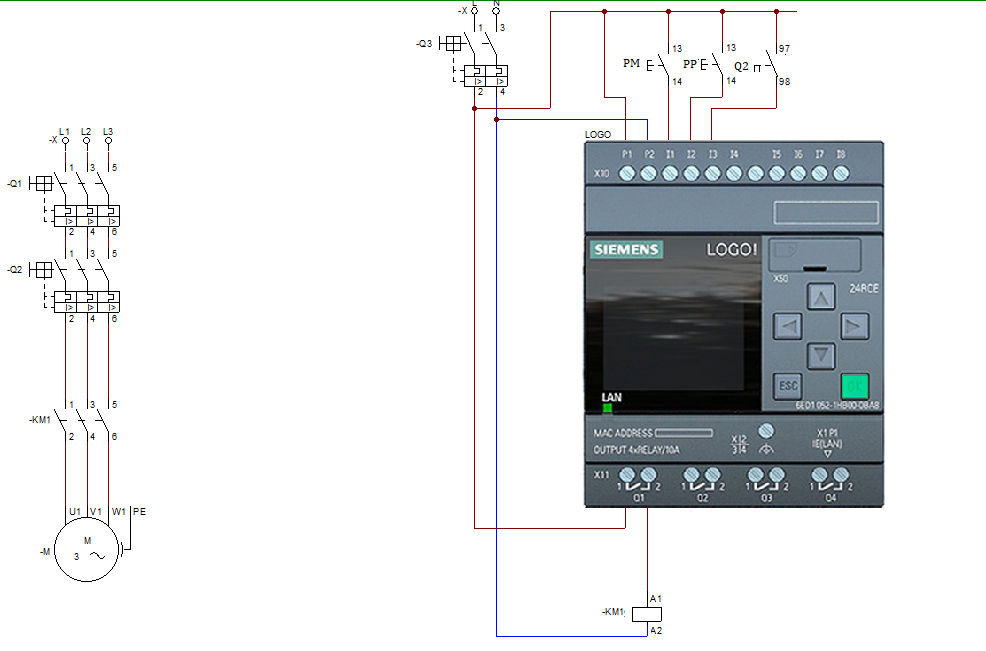 -X L N
-Q3 1 3
I> I>
2 4
PM 13
14
PP 13
14
Q2 97
98
LOGO
P1 P2 I1 I2 I3 I4 I5 I6 I7 I8
X10
SIEMENS LOGO!
X50
24RCE
ESC
LAN
6ED1 052-1HB00-0BA8
MAC ADDRESS
OUTPUT 4xRELAY/10A
X12
3|4
X1 P1
IE(LAN)
X11
1 2 1 2 1 2 1 2
Q1 Q2 Q3 Q4
L1 L2 L3
-X
1 3 5
-Q1
I> I> I>
2 4 6
1 3 5
-Q2
I> I> I>
2 4 6
1 3 5
-KM1
2 4 6
U1 V1 W1 PE
-M
M
3
A1
-KM1
A2